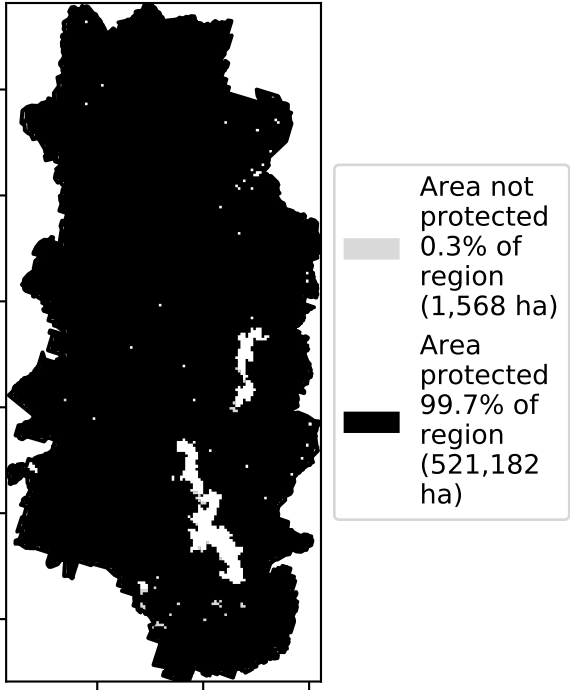 Area not
protected
0.3% of
region
(1,568 ha)
Area
protected
99.7% of
region
(521,182
ha)